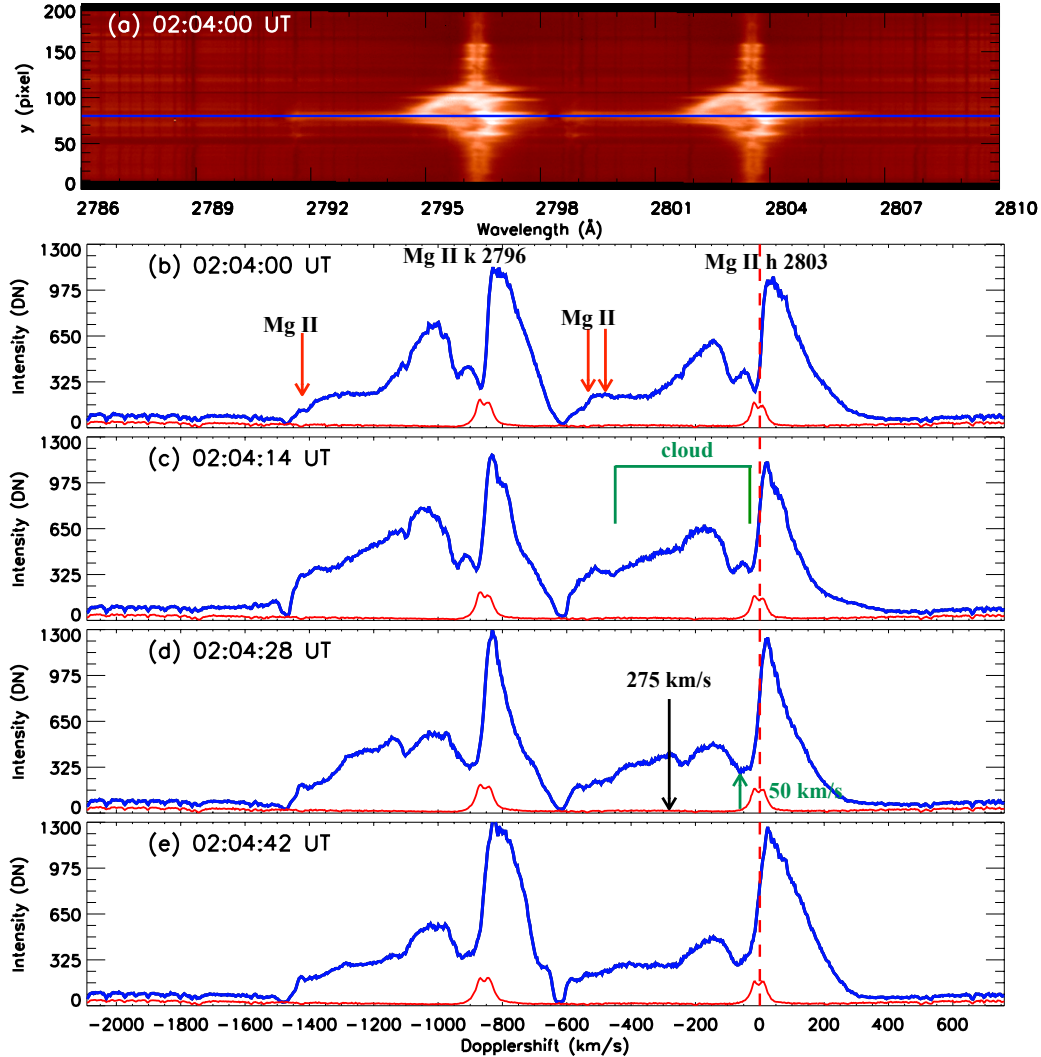 (a) 02:04:00 UT
200
150
100
50
0
y (pixel)
2786 2789 2792 2795 2798 2801 2804 2807 2810
Wavelength (Å)
(b) 02:04:00 UT
Mg II k 2796
Mg II h 2803
Mg II
Mg II
1300
975
650
325
0
Intensity (DN)
(c) 02:04:14 UT
cloud
1300
975
650
325
0
Intensity (DN)
(d) 02:04:28 UT
275 km/s
50 km/s
1300
975
650
325
0
Intensity (DN)
(e) 02:04:42 UT
1300
975
650
325
0
Intensity (DN)
−2000 −1800 −1600 −1400 −1200 −1000 −800 −600 −400 −200 0 200 400 600
Dopplershift (km/s)